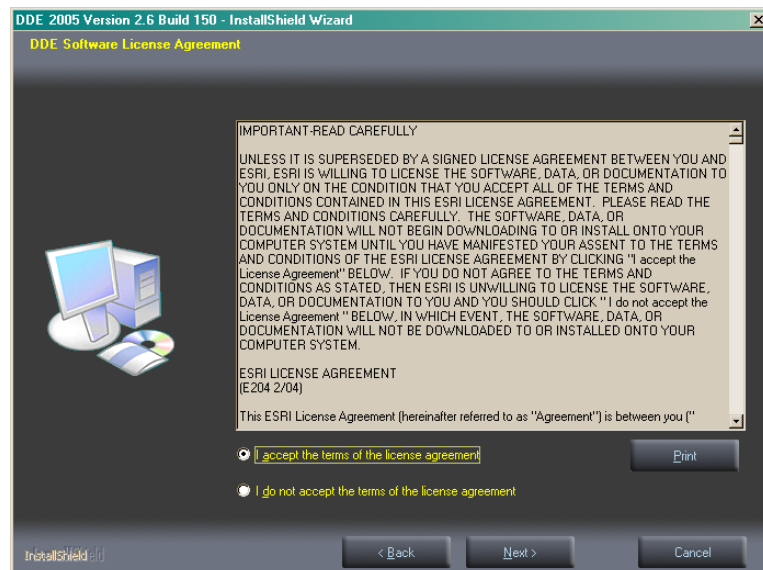 DDE 2005 Version 2.6 Build 150 - InstallShield Wizard
DDE Software License Agreement
IMPORTANT-READ CAREFULLY
UNLESS IT IS SUPERSEDED BY A SIGNED LICENSE AGREEMENT BETWEEN YOU AND
ESRI, ESRI IS WILLING TO LICENSE THE SOFTWARE, DATA, OR DOCUMENTATION TO
YOU ONLY ON THE CONDITION THAT YOU ACCEPT ALL OF THE TERMS AND
CONDITIONS CONTAINED IN THIS ESRI LICENSE AGREEMENT.  PLEASE READ THE
TERMS AND CONDITIONS CAREFULLY.  THE SOFTWARE, DATA, OR
DOCUMENTATION WILL NOT BEGIN DOWNLOADING TO OR INSTALL ONTO YOUR
COMPUTER SYSTEM UNTIL YOU HAVE MANIFESTED YOUR ASSENT TO THE TERMS
AND CONDITIONS OF THE ESRI LICENSE AGREEMENT BY CLICKING "I accept the
License Agreement" BELOW.  IF YOU DO NOT AGREE TO THE TERMS AND
CONDITIONS AS STATED, THEN ESRI IS UNWILLING TO LICENSE THE SOFTWARE,
DATA, OR DOCUMENTATION TO YOU AND YOU SHOULD CLICK " I do not accept the
License Agreement " BELOW, IN WHICH EVENT, THE SOFTWARE, DATA, OR
DOCUMENTATION WILL NOT BE DOWNLOADED TO OR INSTALLED ONTO YOUR
COMPUTER SYSTEM.
ESRI LICENSE AGREEMENT
(E204 2/04)
This ESRI License Agreement (hereinafter referred to as "Agreement") is between you ("
I accept the terms of the license agreement
Print
I do not accept the terms of the license agreement
InstallShield
< Back
Next >
Cancel